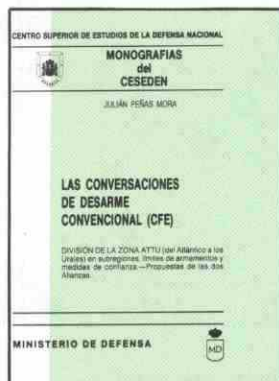 CENTRO SUPERIOR DE ESTUDIOS DE LA DEFENSA NACIONAL
MONOGRAFIAS
del
CESEDEN
JULIÁN PEÑAS MORA
LAS CONVERSACIONES
DE DESARME
CONVENCIONAL (CFE)
DIVISIÓN DE LA ZONA ATTU (del Atlántico a los
Urales) en subregiones, límites de armamentos y
medidas de confianza.—Propuestas de las dos
Alianzas.
MINISTERIO DE DEFENSA
MD